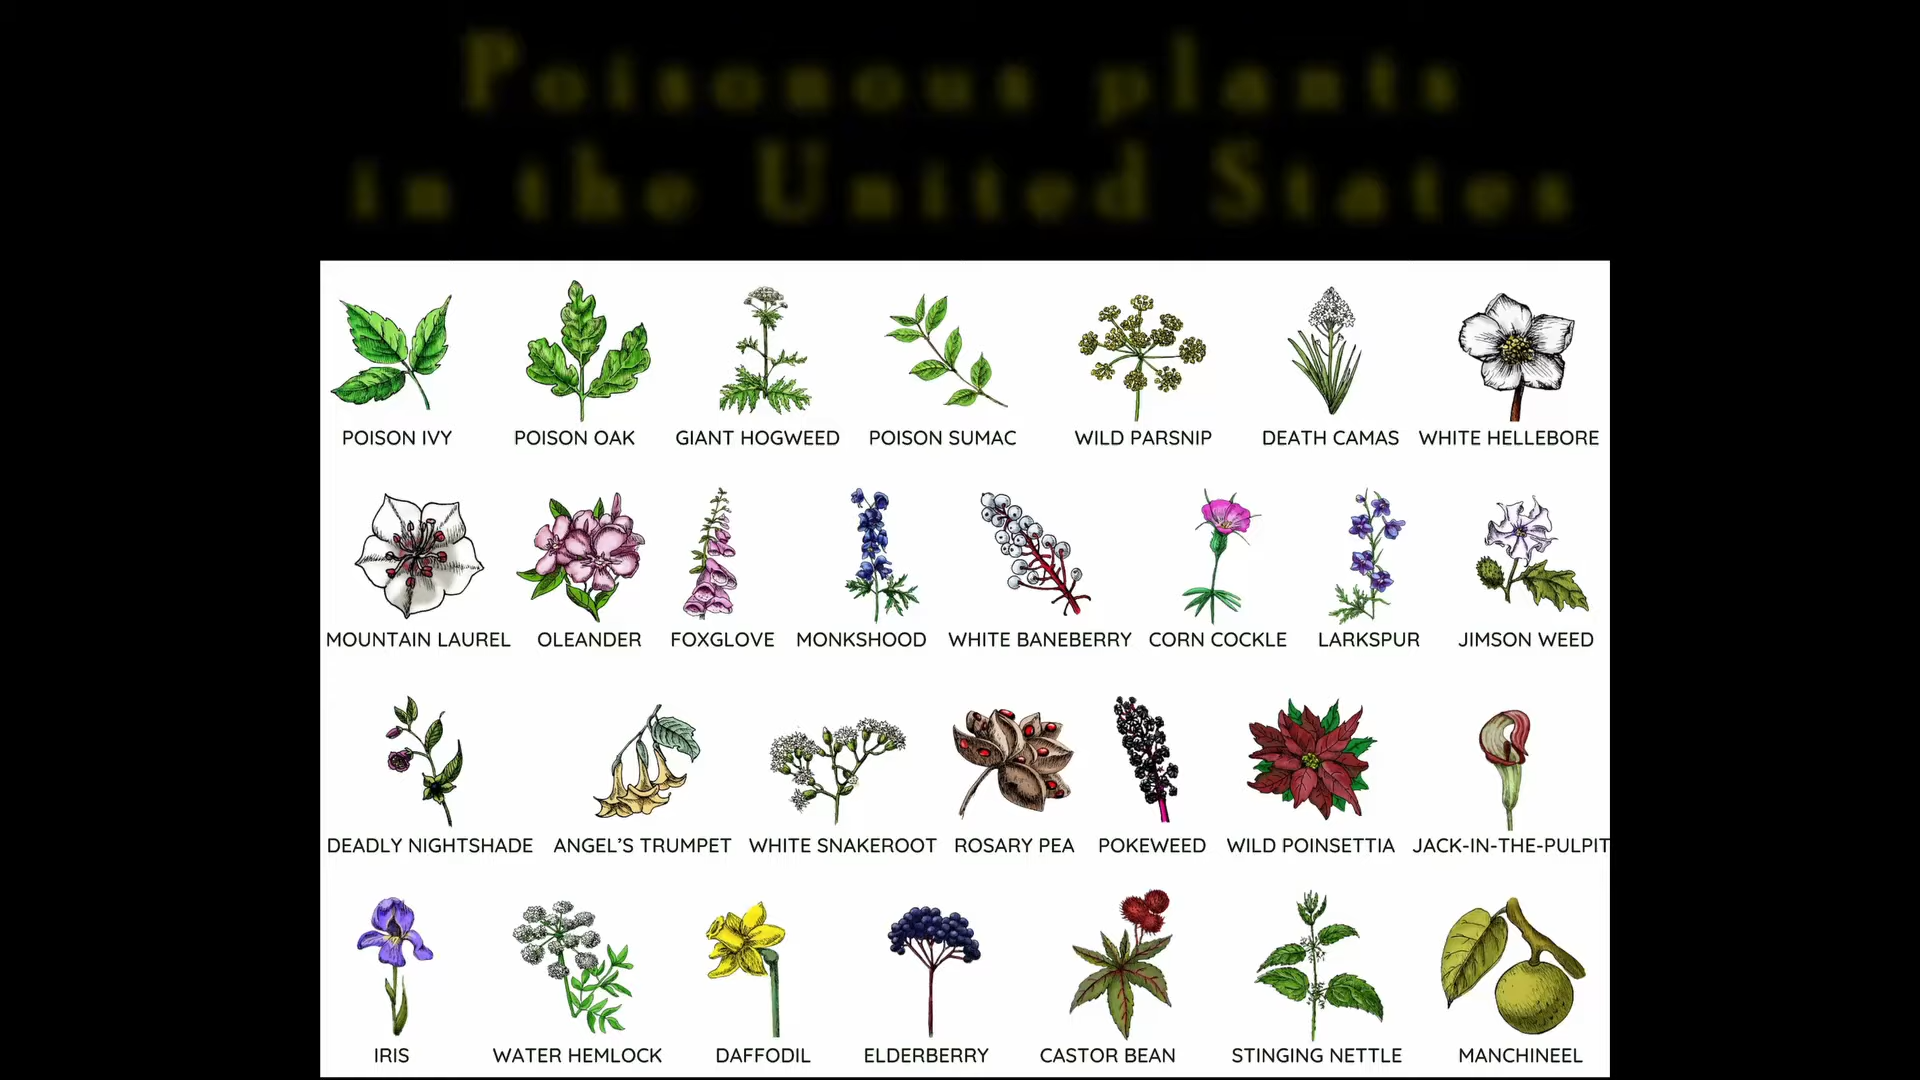 Poisonous plants
in the United States
POISON IVY POISON OAK GIANT HOGWEED POISON SUMAC WILD PARSNIP DEATH CAMAS WHITE HELLEBORE
MOUNTAIN LAUREL OLEANDER FOXGLOVE MONKSHOOD WHITE BANEBERRY CORN COCKLE LARKSPUR JIMSON WEED
DEADLY NIGHTSHADE ANGEL'S TRUMPET WHITE SNAKEROOT ROSARY PEA POKEWEED WILD POINSETTIA JACK-IN-THE-PULPIT
IRIS WATER HEMLOCK DAFFODIL ELDERBERRY CASTOR BEAN STINGING NETTLE MANCHINEEL